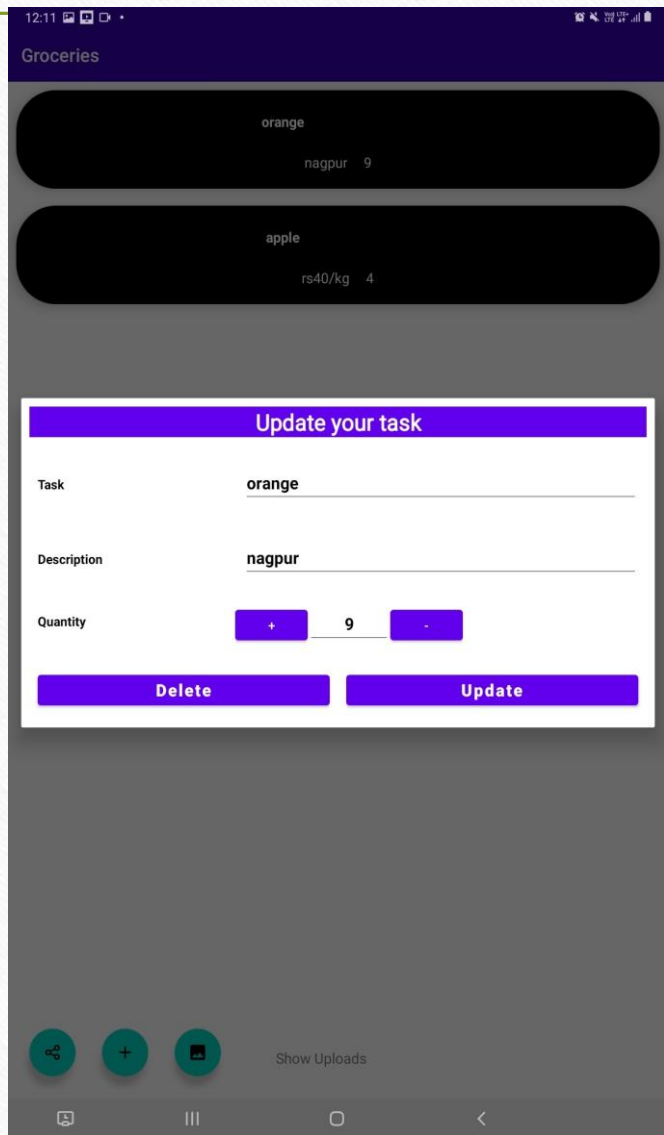 12:11
Groceries
orange
nagpur 9
apple
rs40/kg 4
Update your task
Task orange
Description nagpur
Quantity + 9 -
Delete Update
Show Uploads